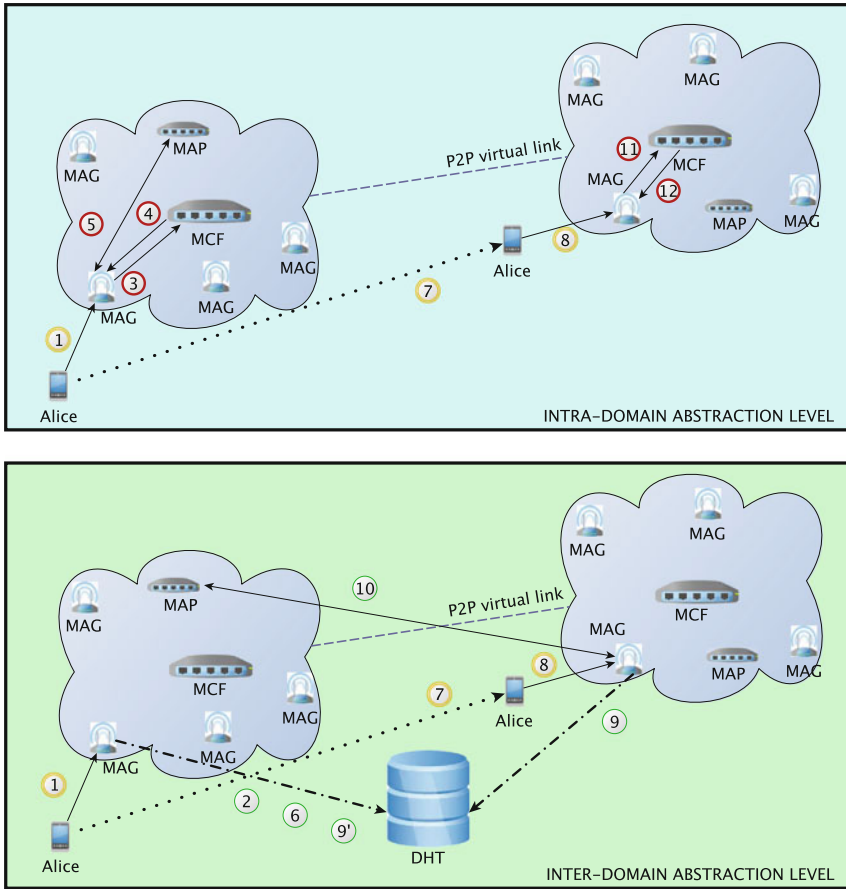 MAG
MAG
MAP
P2P virtual link
11
MCF
MAG
12
MAG
MAG
5
4
MCF
MAP
MAG
8
Alice
3
MAG
MAG
7
1
Alice
INTRA-DOMAIN ABSTRACTION LEVEL
MAG
MAG
10
MAP
P2P virtual link
MCF
MAG
MAG
MCF
8
MAP
MAG
7
MAG
Alice
9
MAG
MAG
1
2
6
9'
DHT
Alice
INTER-DOMAIN ABSTRACTION LEVEL